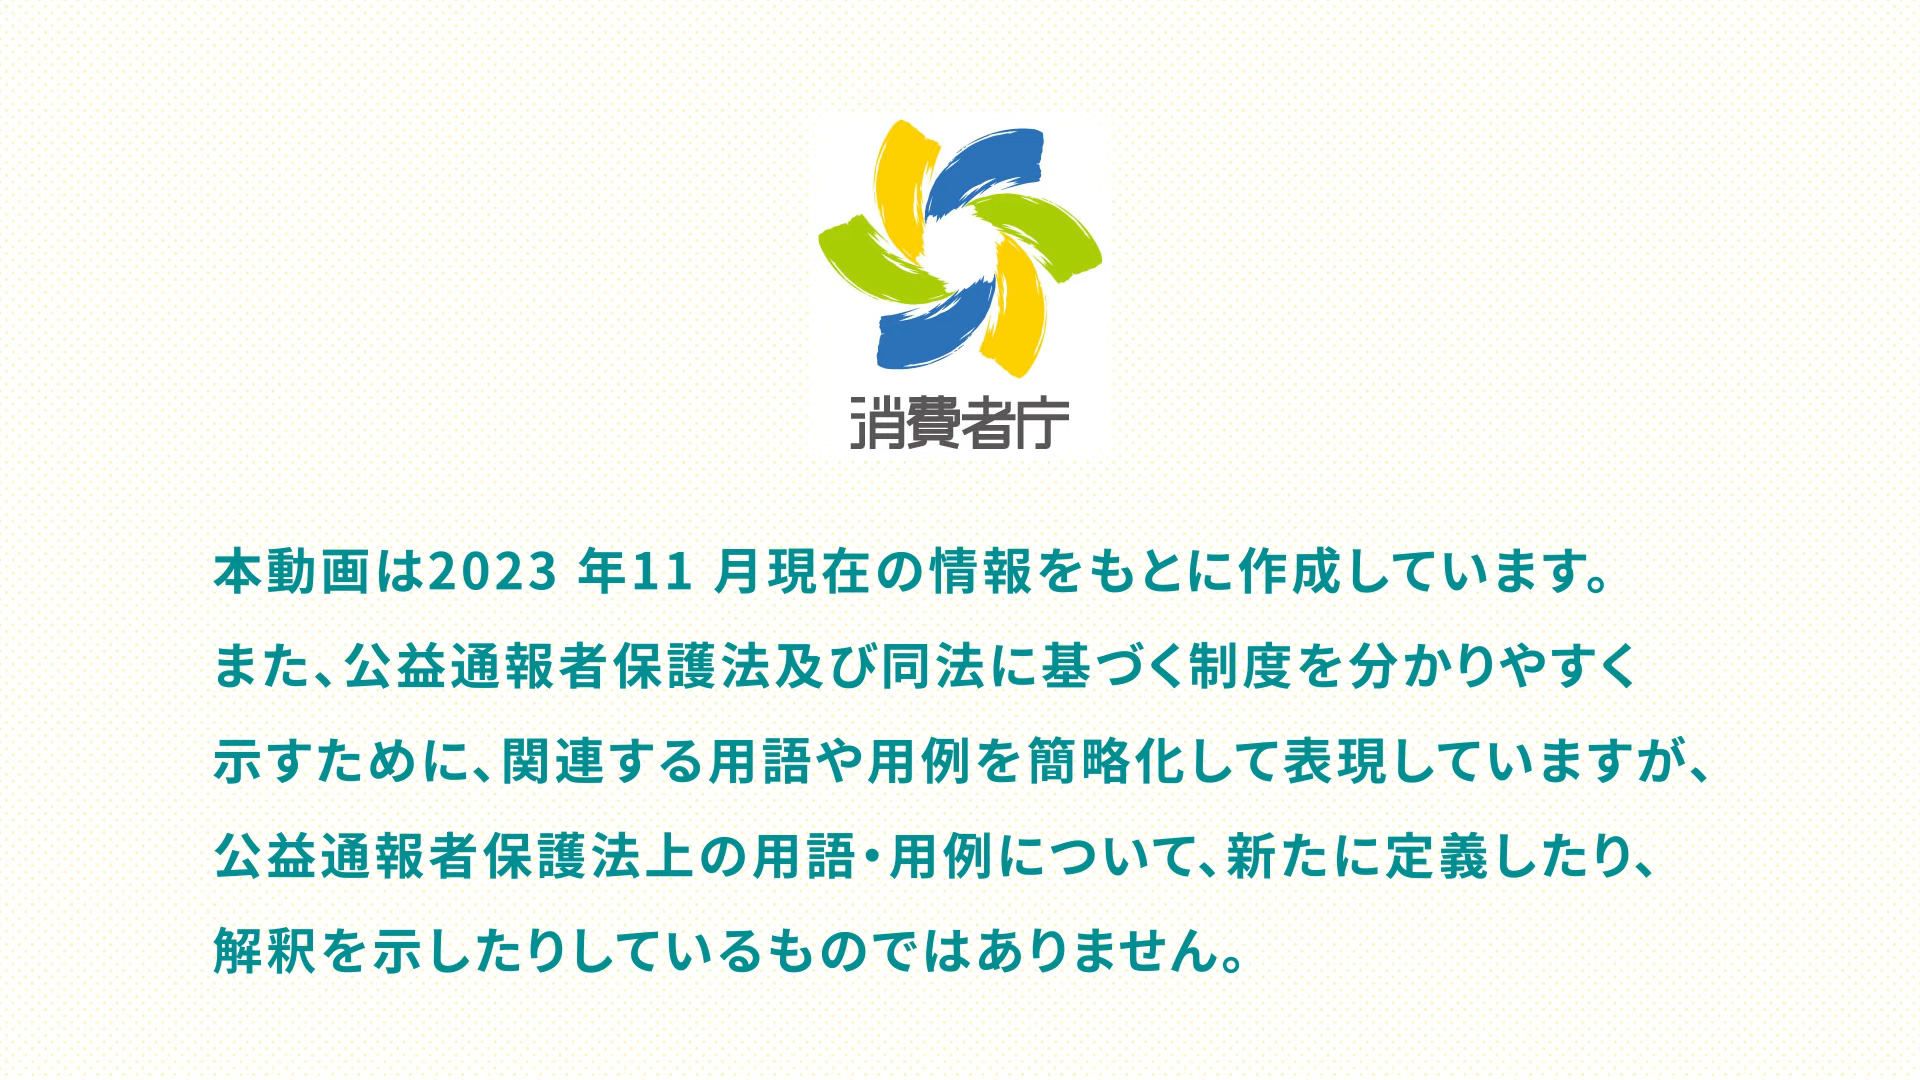 消費者庁
本動画は2023 年11 月現在の情報をもとに作成しています。
また、公益通報者保護法及び同法に基づく制度を分かりやすく
示すために、関連する用語や用例を簡略化して表現していますが、
公益通報者保護法上の用語・用例について、新たに定義したり、
解釈を示したりしているものではありません。